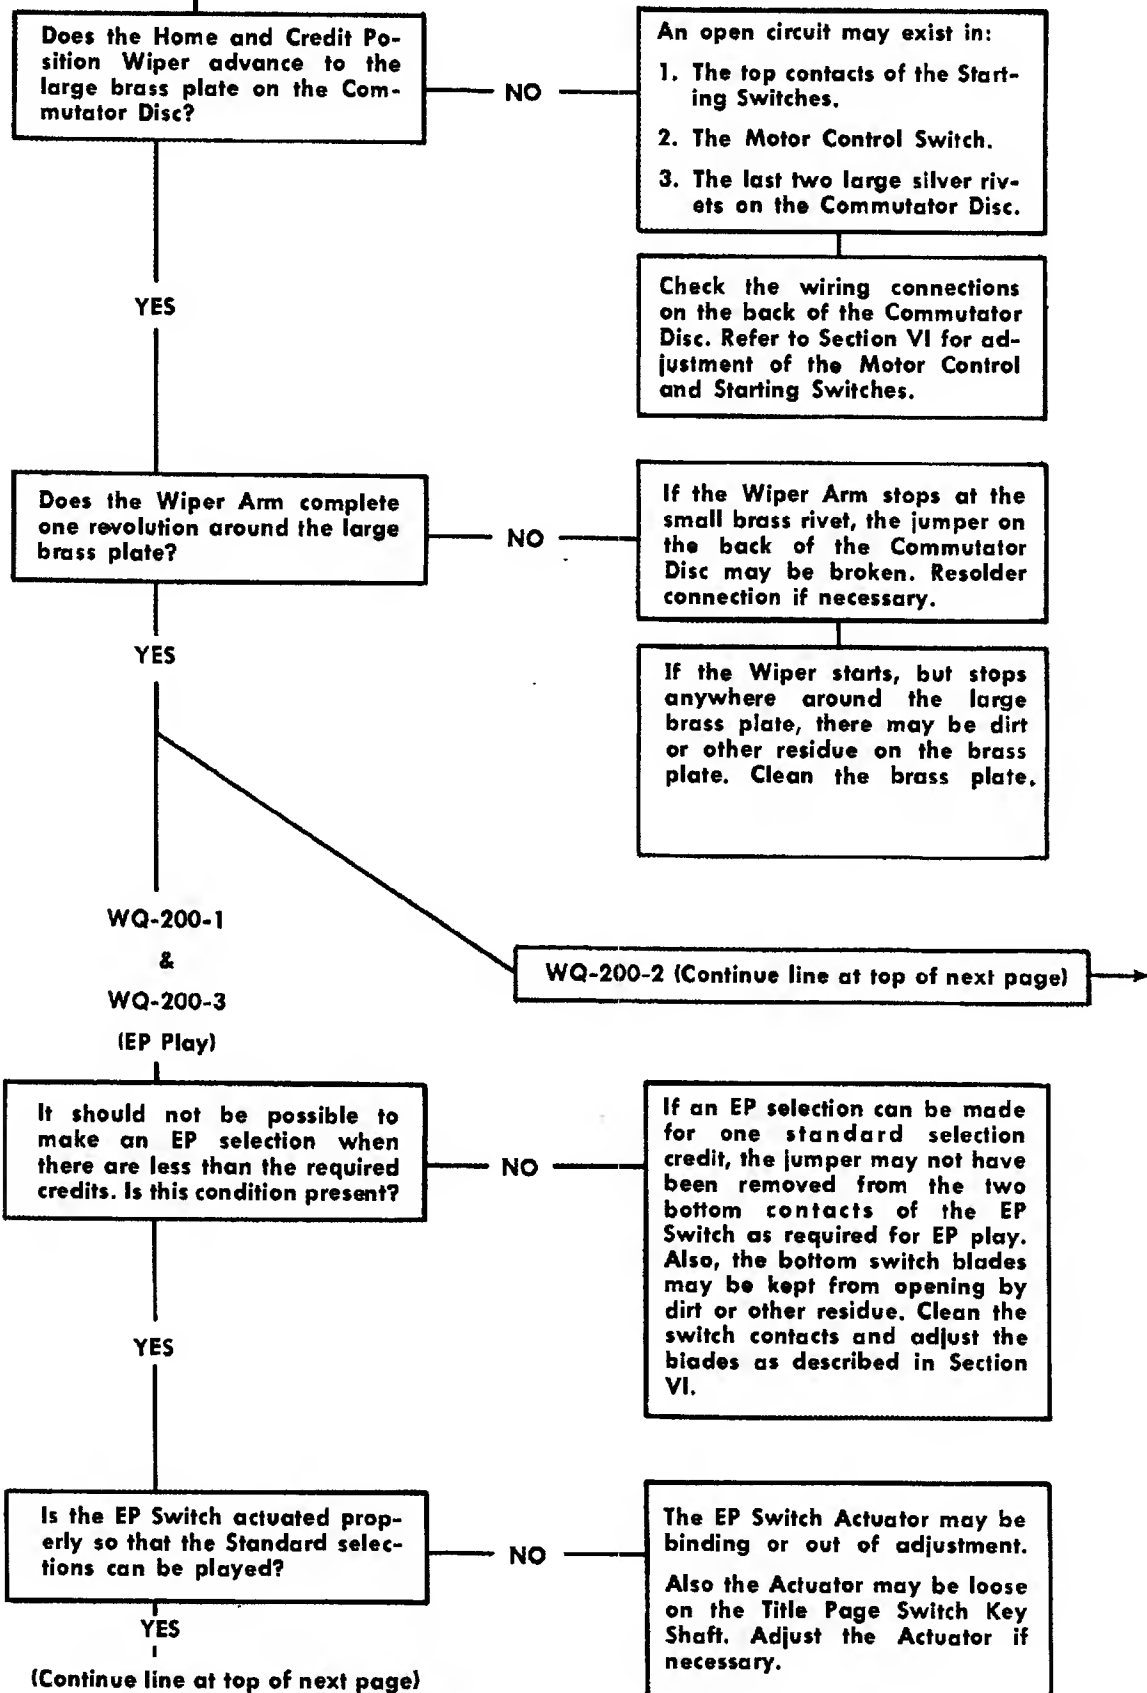 Does the Home and Credit Po-
sition Wiper advance to the
large brass plate on the Com-
mutator Disc?
NO
An open circuit may exist in:
1. The top contacts of the Start-
ing Switches.
2. The Motor Control Switch.
3. The last two large silver riv-
ets on the Commutator Disc.
Check the wiring connections
on the back of the Commutator
Disc. Refer to Section VI for ad-
justment of the Motor Control
and Starting Switches.
YES
Does the Wiper Arm complete
one revolution around the large
brass plate?
NO
If the Wiper Arm stops at the
small brass rivet, the jumper on
the back of the Commutator
Disc may be broken. Resolder
connection if necessary.
If the Wiper starts, but stops
anywhere around the large
brass plate, there may be dirt
or other residue on the brass
plate. Clean the brass plate.
YES
WQ-200-1
&
WQ-200-3
(EP Play)
WQ-200-2 (Continue line at top of next page)
It should not be possible to
make an EP selection when
there are less than the required
credits. Is this condition present?
NO
If an EP selection can be made
for one standard selection
credit, the jumper may not have
been removed from the two
bottom contacts of the EP
Switch as required for EP play.
Also, the bottom switch blades
may be kept from opening by
dirt or other residue. Clean the
switch contacts and adjust the
blades as described in Section
VI.
YES
Is the EP Switch actuated prop-
erly so that the Standard selec-
tions can be played?
NO
The EP Switch Actuator may be
binding or out of adjustment.
Also the Actuator may be loose
on the Title Page Switch Key
Shaft. Adjust the Actuator if
necessary.
YES
(Continue line at top of next page)